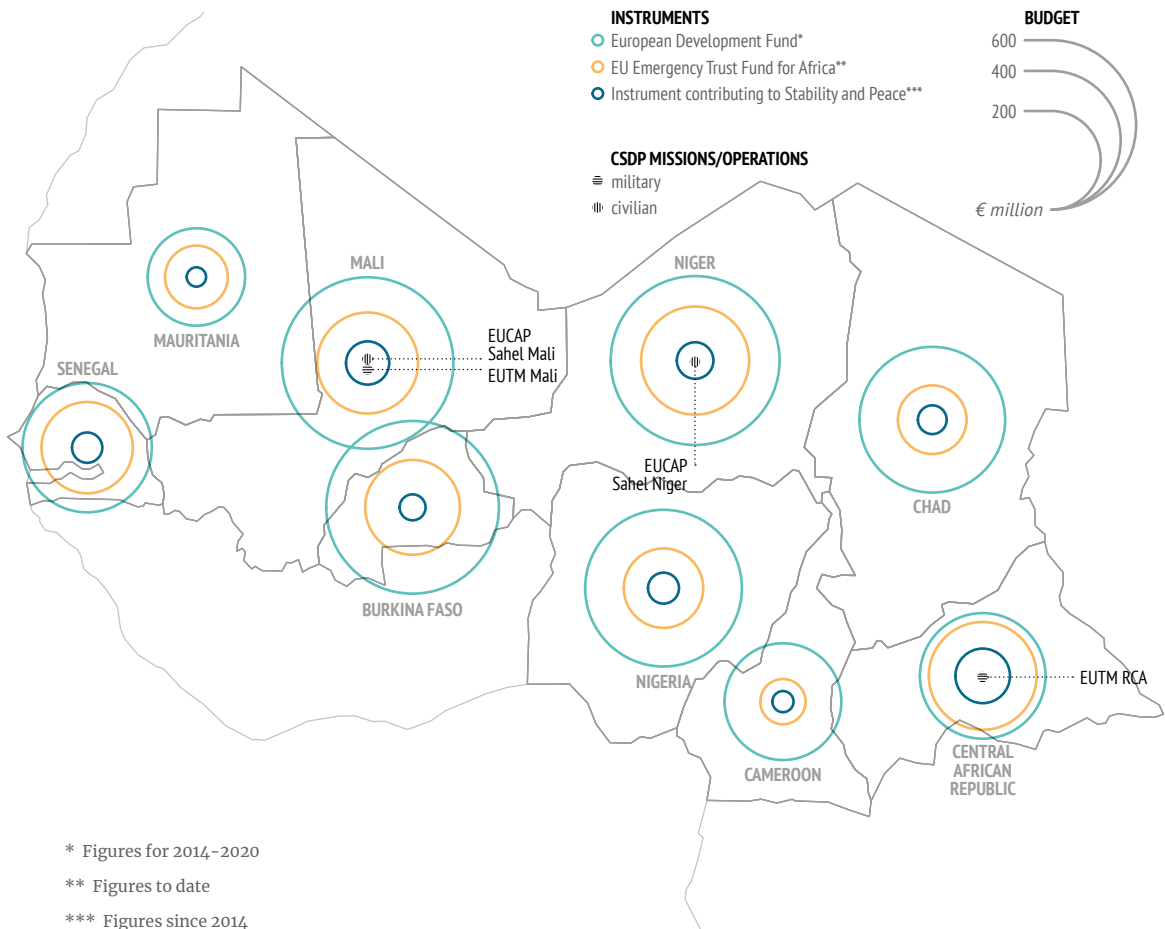 INSTRUMENTS
European Development Fund*
EU Emergency Trust Fund for Africa**
Instrument contributing to Stability and Peace***
CSDP MISSIONS/OPERATIONS
military
civilian
BUDGET
600
400
200
€ million
MAURITANIA
MALI
EUCAP
Sahel Mali
EUTM Mali
NIGER
EUCAP
Sahel Niger
SENEGAL
CHAD
BURKINA FASO
NIGERIA
CAMEROON
EUTM RCA
CENTRAL
AFRICAN
REPUBLIC
* Figures for 2014-2020
** Figures to date
*** Figures since 2014